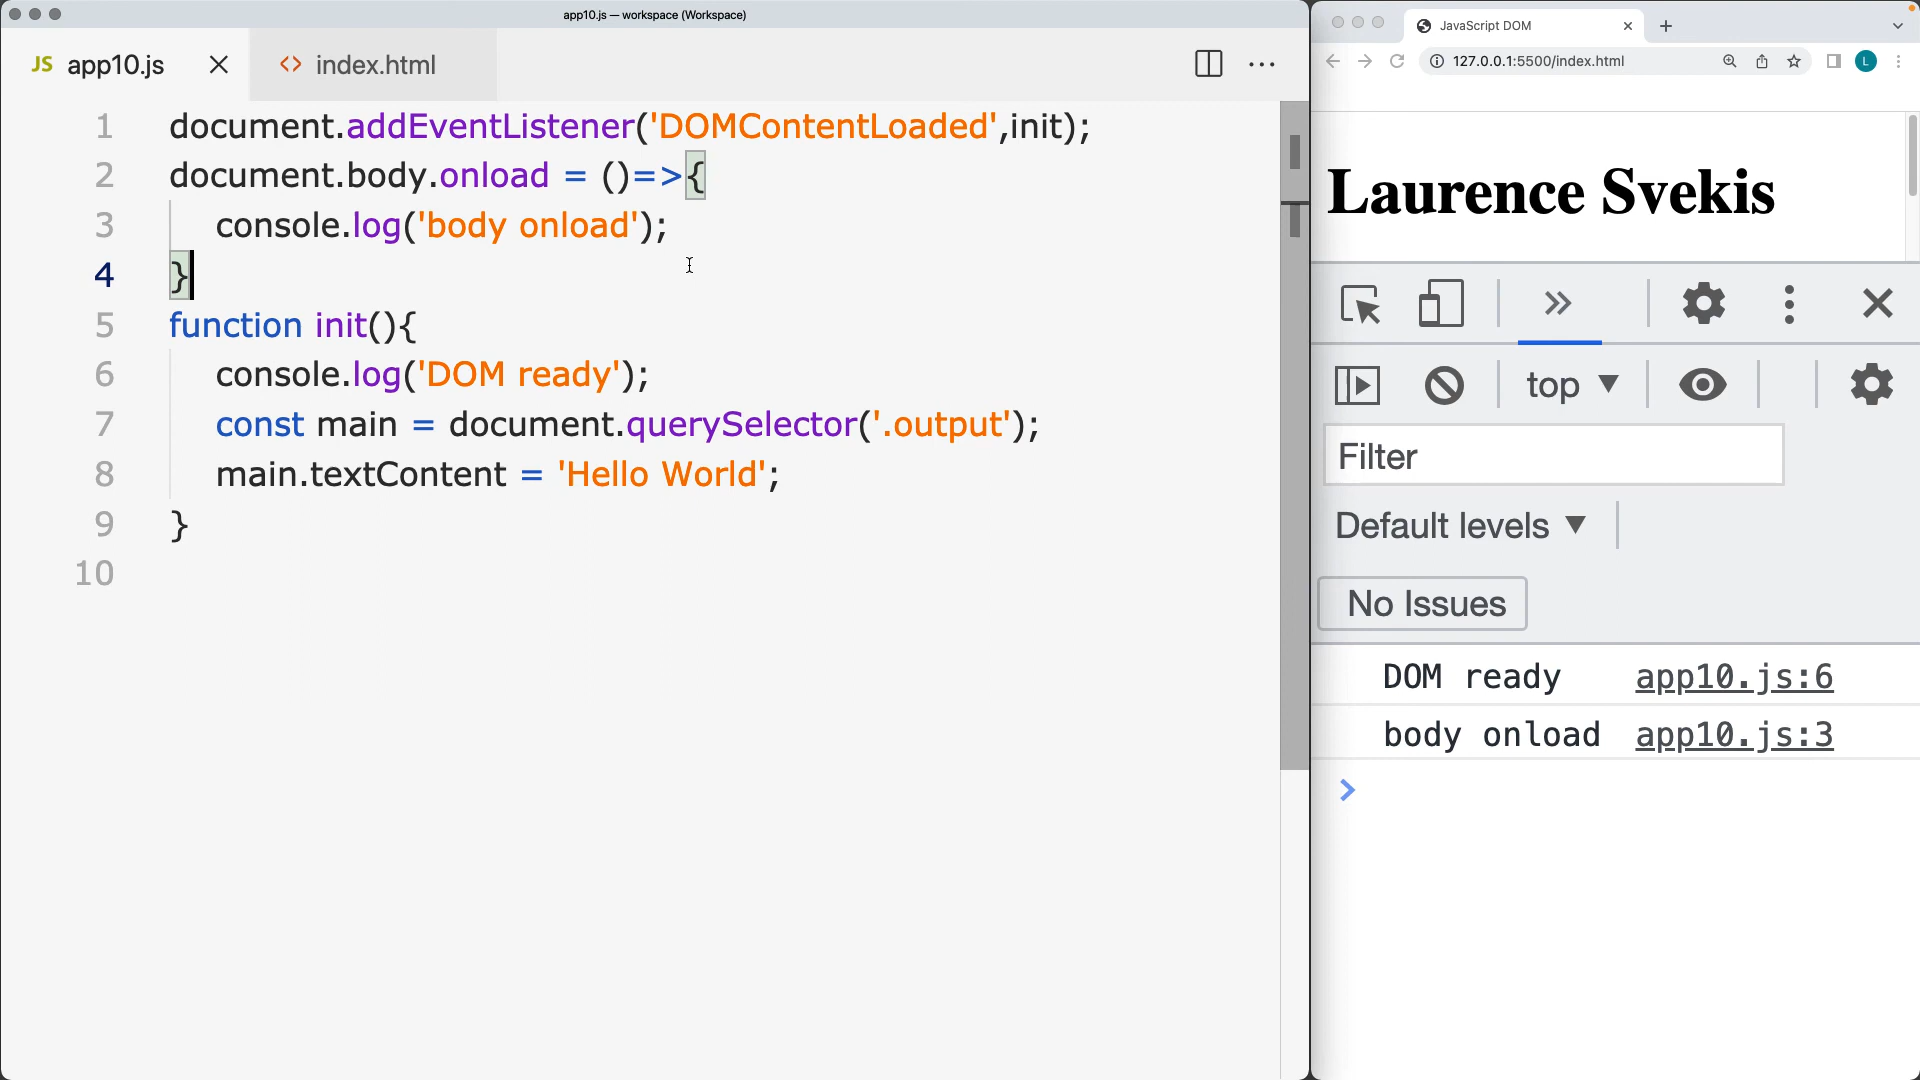 app10.js — workspace (Workspace)
JS app10.js
<> index.html
1 document.addEventListener('DOMContentLoaded',init);
2 document.body.onload = ()=>{
3 console.log('body onload');
4 }
5 function init(){
6 console.log('DOM ready');
7 const main = document.querySelector('.output');
8 main.textContent = 'Hello World';
9 }
10
JavaScript DOM
127.0.0.1:5500/index.html
L
Laurence Svekis
top
Filter
Default levels
No Issues
DOM ready app10.js:6
body onload app10.js:3